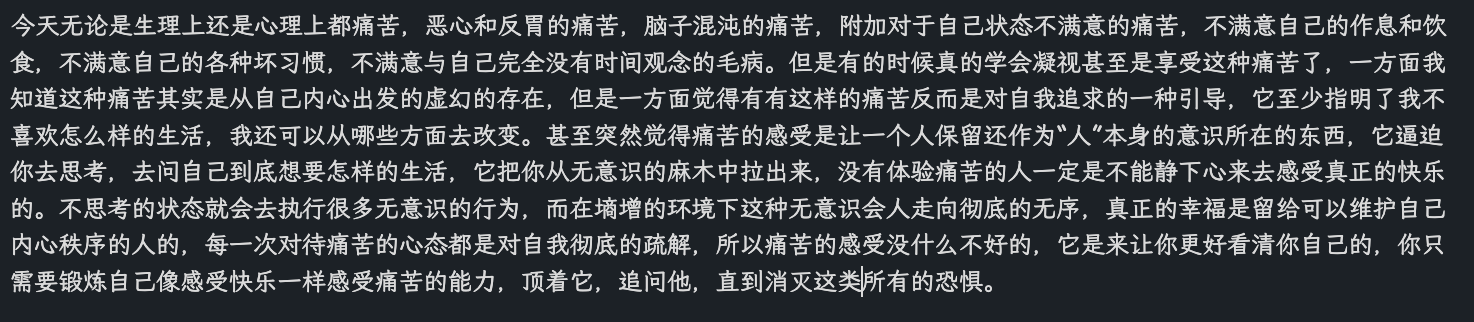 今天无论是生理上还是心理上都痛苦，恶心和反胃的痛苦，脑子混沌的痛苦，附加对于自己状态不满意的痛苦，不满意自己的作息和饮
食，不满意自己的各种坏习惯，不满意与自己完全没有时间观念的毛病。但是有的时候真的学会凝视甚至是享受这种痛苦了，一方面我
知道这种痛苦其实是从自己内心出发的虚幻的存在，但是一方面觉得有有这样的痛苦反而是对自我追求的一种引导，它至少指明了我不
喜欢怎么样的生活，我还可以从哪些方面去改变。甚至突然觉得痛苦的感受是让一个人保留还作为“人”本身的意识所在的东西，它逼迫
你去思考，去问自己到底想要怎样的生活，它把你从无意识的麻木中拉出来，没有体验痛苦的人一定是不能静下心来去感受真正的快乐
的。不思考的状态就会去执行很多无意识的行为，而在墒增的环境下这种无意识会人走向彻底的无序，真正的幸福是留给可以维护自己
内心秩序的人的，每一次对待痛苦的心态都是对自我彻底的疏解，所以痛苦的感受没什么不好的，它是来让你更好看清你自己的，你只
需要锻炼自己像感受快乐一样感受痛苦的能力，顶着它，追问他，直到消灭这类所有的恐惧。